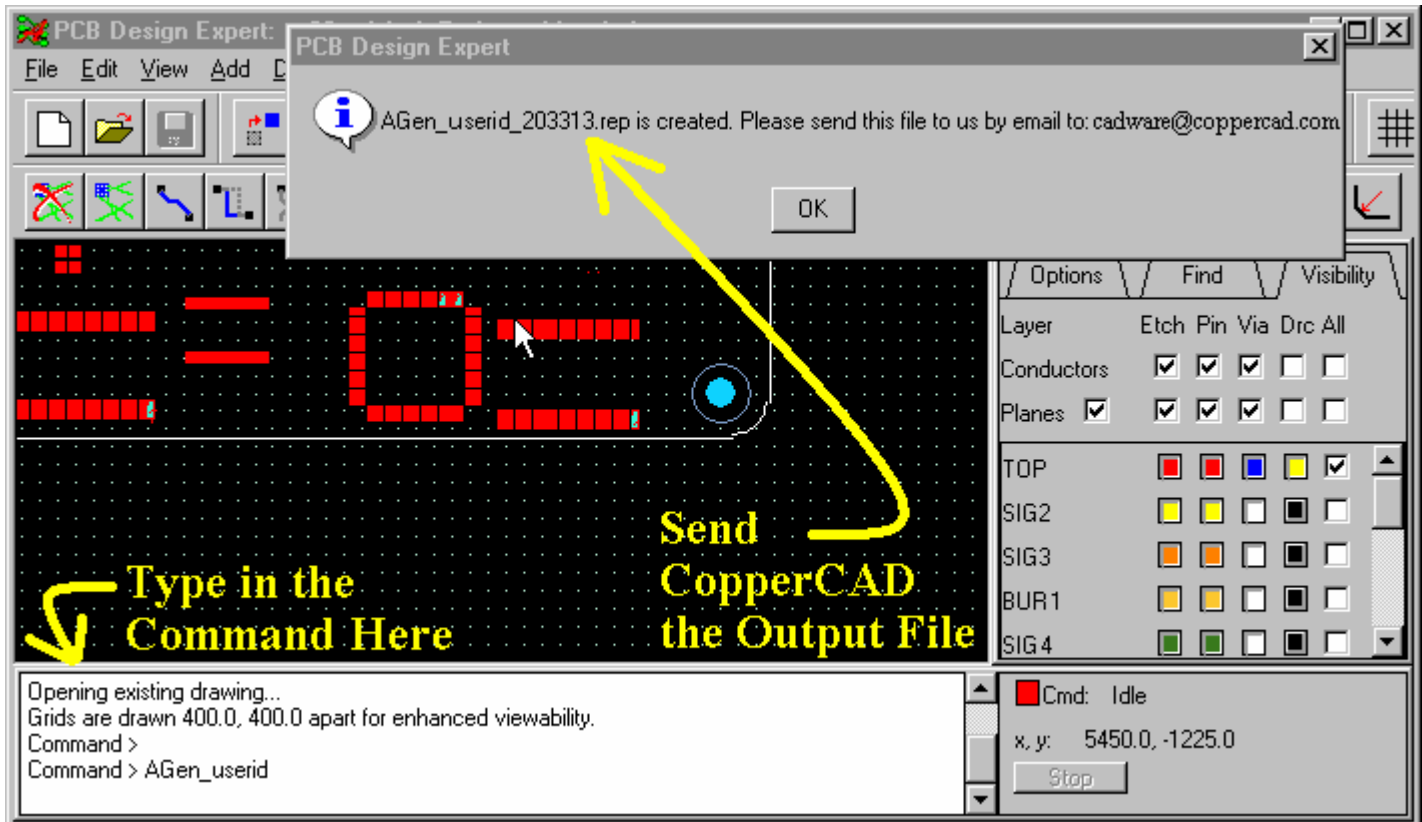 PCB Design Expert:
PCB Design Expert
File Edit View Add D
AGen_userid_203313.rep is created. Please send this file to us by email to: cadware@coppercad.com
OK
Options Find Visibility
Layer Etch Pin Via Drc All
Conductors
Planes
TOP
SIG2
SIG3
BUR1
SIG4
Send
CopperCAD
the Output File
Type in the
Command Here
Opening existing drawing...
Grids are drawn 400.0, 400.0 apart for enhanced viewability.
Command >
Command > AGen_userid
Cmd: Idle
x, y: 5450.0, -1225.0
Stop